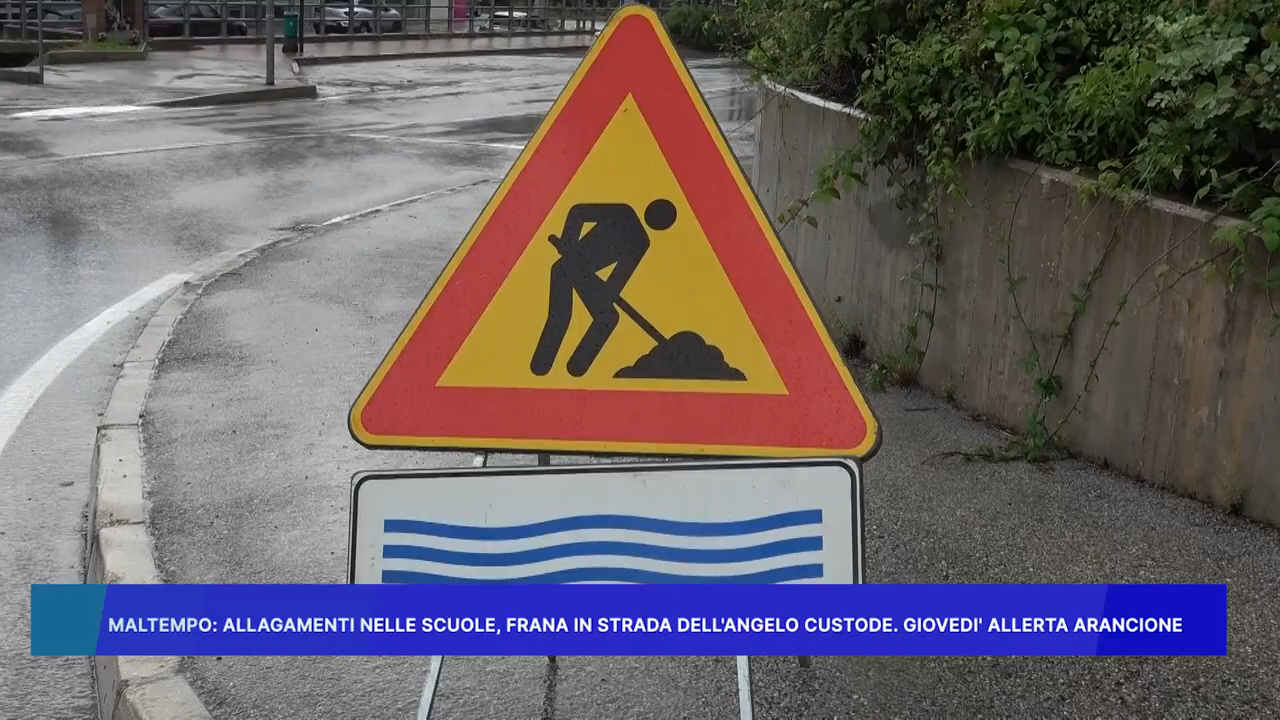 MALTEMPO: ALLAGAMENTI NELLE SCUOLE, FRANA IN STRADA DELL'ANGELO CUSTODE. GIOVEDI' ALLERTA ARANCIONE